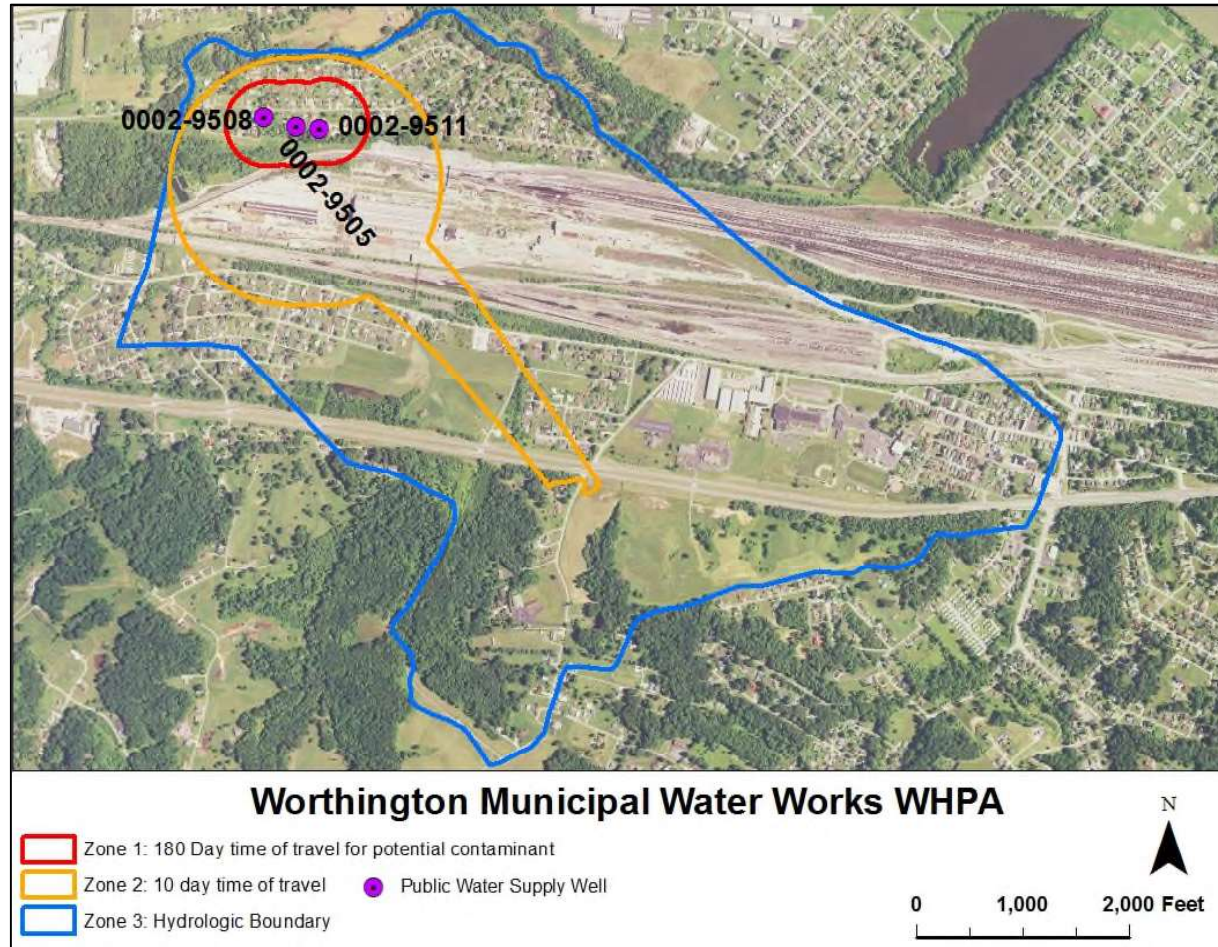 0002-9508
0002-9511
0002-9505
Worthington Municipal Water Works WHPA
Zone 1: 180 Day time of travel for potential contaminant
Zone 2: 10 day time of travel
Public Water Supply Well
Zone 3: Hydrologic Boundary
N
0 1,000 2,000 Feet